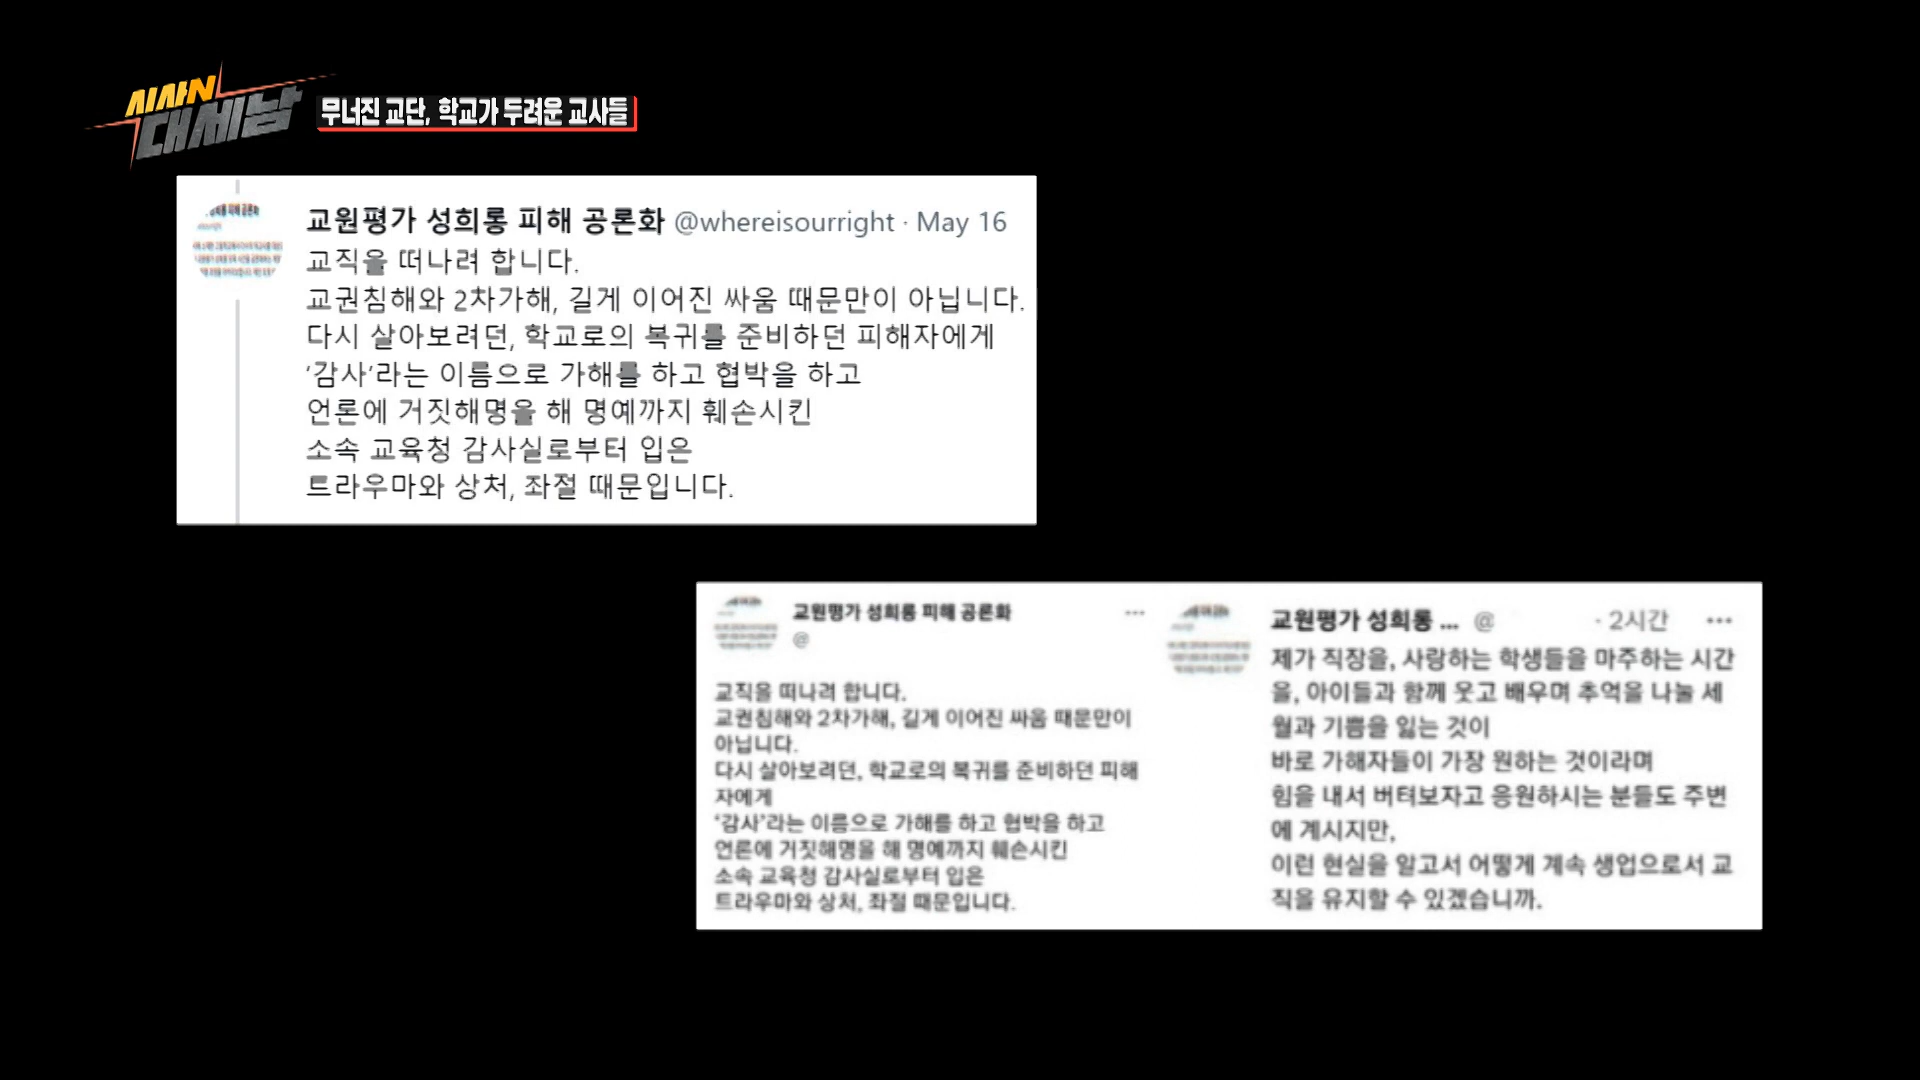 시사N
대세남
무너진 교단, 학교가 두려운 교사들
교원평가 성희롱 피해 공론화 @whereisourright · May 16
교직을 떠나려 합니다.
교권침해와 2차가해, 길게 이어진 싸움 때문만이 아닙니다.
다시 살아보려던, 학교로의 복귀를 준비하던 피해자에게
‘감사’라는 이름으로 가해를 하고 협박을 하고
언론에 거짓해명을 해 명예까지 훼손시킨
소속 교육청 감사실로부터 입은
트라우마와 상처, 좌절 때문입니다.
교원평가 성희롱 피해 공론화 ···
@
교직을 떠나려 합니다.
교권침해와 2차가해, 길게 이어진 싸움 때문만이
아닙니다.
다시 살아보려던, 학교로의 복귀를 준비하던 피해
자에게
‘감사’라는 이름으로 가해를 하고 협박을 하고
언론에 거짓해명을 해 명예까지 훼손시킨
소속 교육청 감사실로부터 입은
트라우마와 상처, 좌절 때문입니다.
교원평가 성희롱 ... @ · 2시간 ···
제가 직장을, 사랑하는 학생들을 마주하는 시간
을, 아이들과 함께 웃고 배우며 추억을 나눌 세
월과 기쁨을 잃는 것이
바로 가해자들이 가장 원하는 것이라며
힘을 내서 버텨보자고 응원하시는 분들도 주변
에 계시지만,
이런 현실을 알고서 어떻게 계속 생업으로서 교
직을 유지할 수 있겠습니까.